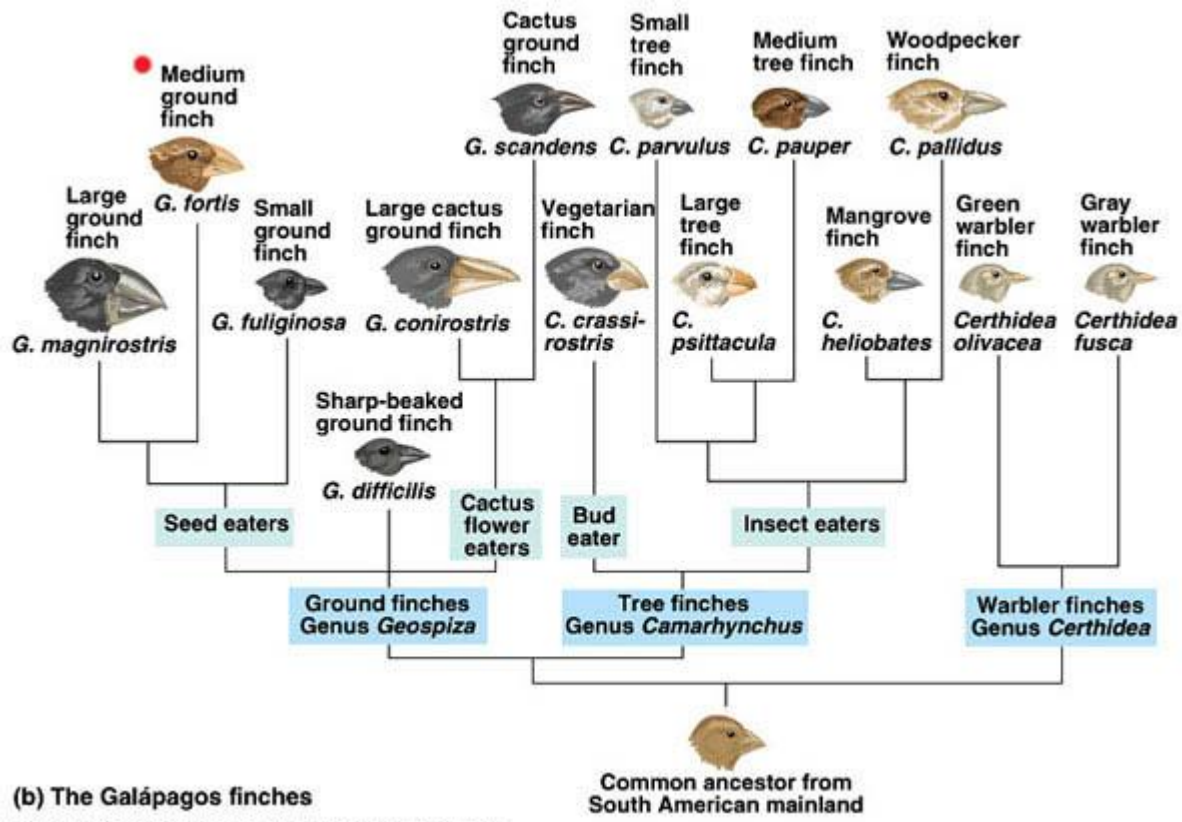 Cactus
ground
finch
G. scandens
Small
tree
finch
C. parvulus
Medium
tree finch
C. pauper
Woodpecker
finch
C. pallidus
Medium
ground
finch
G. fortis
Large
ground
finch
G. magnirostris
Small
ground
finch
G. fuliginosa
Large cactus
ground finch
G. conirostris
Vegetarian
finch
C. crassi-
rostris
Large
tree
finch
C.
psittacula
Mangrove
finch
C.
heliobates
Green
warbler
finch
Certhidea
olivacea
Gray
warbler
finch
Certhidea
fusca
Sharp-beaked
ground finch
G. difficilis
Seed eaters
Cactus
flower
eaters
Bud
eater
Insect eaters
Ground finches
Genus Geospiza
Tree finches
Genus Camarhynchus
Warbler finches
Genus Certhidea
Common ancestor from
South American mainland
(b) The Galápagos finches